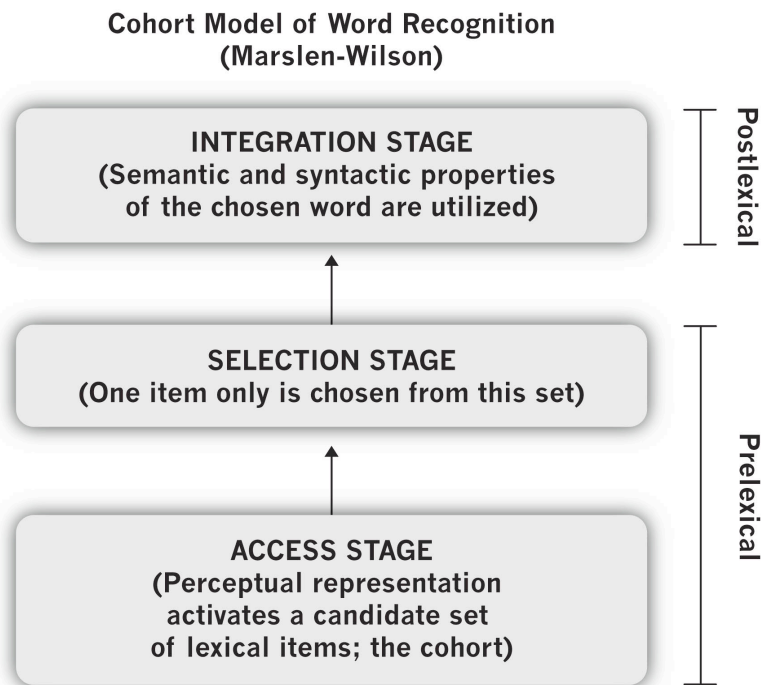 Cohort Model of Word Recognition
(Marslen-Wilson)
INTEGRATION STAGE
(Semantic and syntactic properties
of the chosen word are utilized)
Postlexical
SELECTION STAGE
(One item only is chosen from this set)
Prelexical
ACCESS STAGE
(Perceptual representation
activates a candidate set
of lexical items; the cohort)